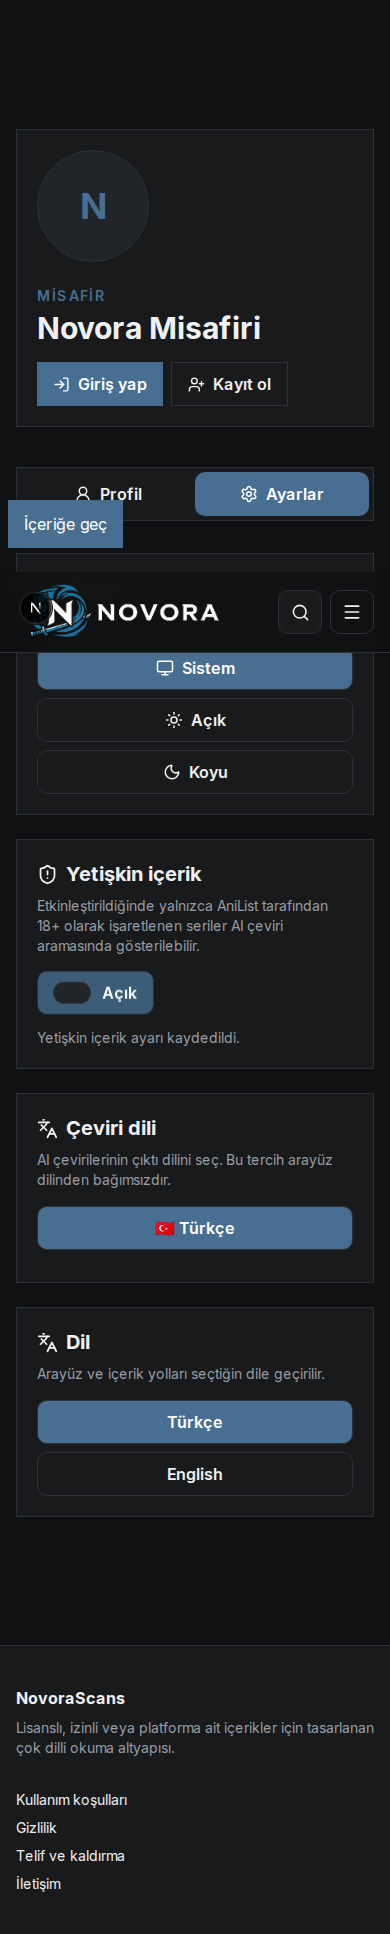 N
MİSAFİR
Novora Misafiri
Giriş yap
Kayıt ol
Profil
Ayarlar
İçeriğe geç
N
N
NOVORA
Sistem
Açık
Koyu
Yetişkin içerik
Etkinleştirildiğinde yalnızca AniList tarafından
18+ olarak işaretlenen seriler AI çeviri
aramasında gösterilebilir.
Açık
Yetişkin içerik ayarı kaydedildi.
Çeviri dili
AI çevirilerinin çıktı dilini seç. Bu tercih arayüz
dilinden bağımsızdır.
🇹🇷 Türkçe
Dil
Arayüz ve içerik yolları seçtiğin dile geçirilir.
Türkçe
English
NovoraScans
Lisanslı, izinli veya platforma ait içerikler için tasarlanan
çok dilli okuma altyapısı.
Kullanım koşulları
Gizlilik
Telif ve kaldırma
İletişim